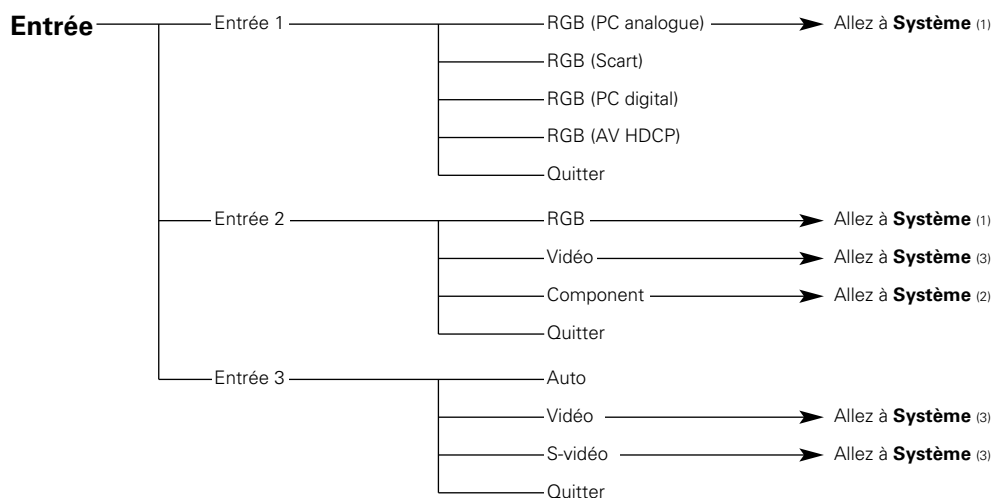 Entrée
Entrée 1
RGB (PC analogue) Allez à Système (1)
RGB (Scart)
RGB (PC digital)
RGB (AV HDCP)
Quitter
Entrée 2
RGB Allez à Système (1)
Vidéo Allez à Système (3)
Component Allez à Système (2)
Quitter
Entrée 3
Auto
Vidéo Allez à Système (3)
S-vidéo Allez à Système (3)
Quitter